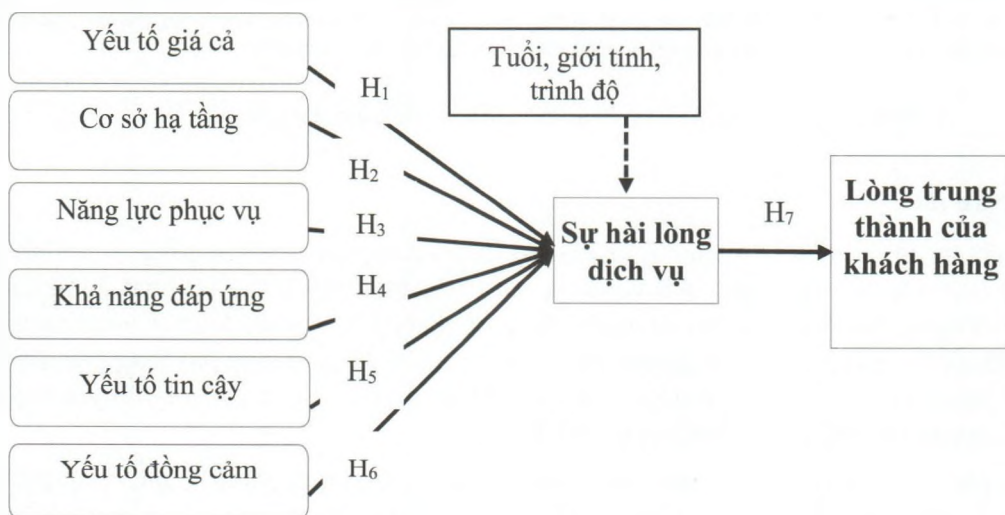 Yếu tố giá cả
Cơ sở hạ tầng
Năng lực phục vụ
Khả năng đáp ứng
Yếu tố tin cậy
Yếu tố đồng cảm
H1
H2
H3
H4
H5
H6
Tuổi, giới tính,
trình độ
Sự hài lòng
dịch vụ
H7
Lòng trung
thành của
khách hàng